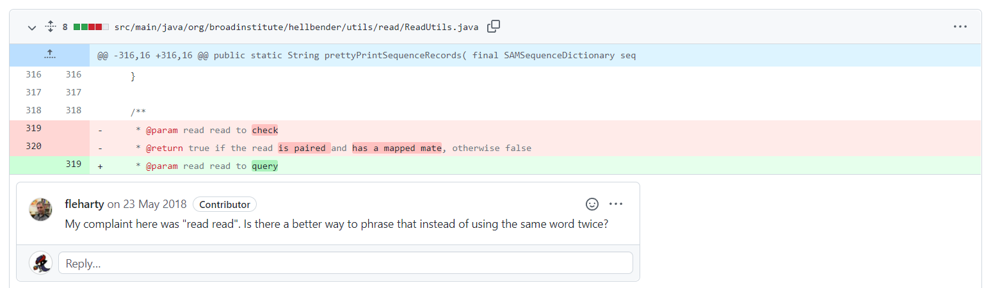 8 src/main/java/org/broadinstitute/hellbender/utils/read/ReadUtils.java
@@ -316,16 +316,16 @@ public static String prettyPrintSequenceRecords( final SAMSequenceDictionary seq
316 316 }
317 317
318 318 /**
319 - * @param read read to check
320 - * @return true if the read is paired and has a mapped mate, otherwise false
319 + * @param read read to query
fleharty on 23 May 2018 Contributor
My complaint here was "read read". Is there a better way to phrase that instead of using the same word twice?
Reply...